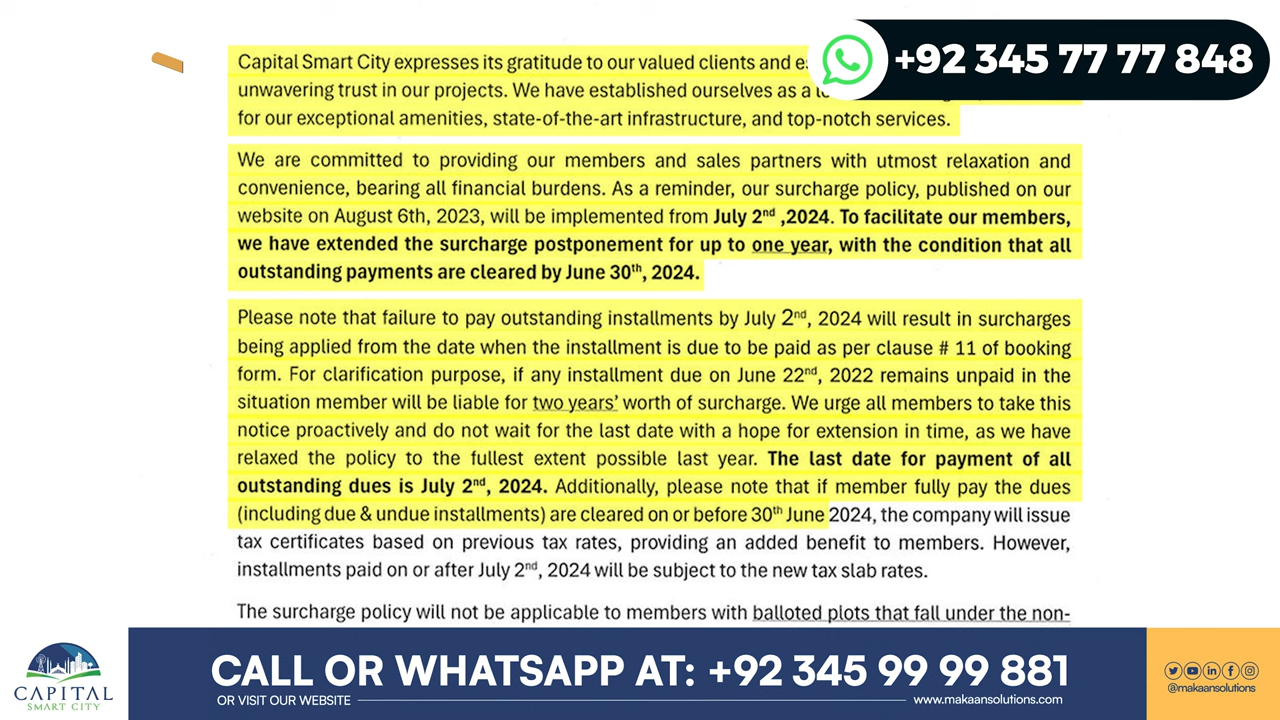 +92 345 77 77 848
Capital Smart City expresses its gratitude to our valued clients and
unwavering trust in our projects. We have established ourselves as a
for our exceptional amenities, state-of-the-art infrastructure, and top-notch services.
We are committed to providing our members and sales partners with utmost relaxation and
convenience, bearing all financial burdens. As a reminder, our surcharge policy, published on our
website on August 6th, 2023, will be implemented from July 2nd ,2024. To facilitate our members,
we have extended the surcharge postponement for up to one year, with the condition that all
outstanding payments are cleared by June 30th, 2024.
Please note that failure to pay outstanding installments by July 2nd, 2024 will result in surcharges
being applied from the date when the installment is due to be paid as per clause # 11 of booking
form. For clarification purpose, if any installment due on June 22nd, 2022 remains unpaid in the
situation member will be liable for two years’ worth of surcharge. We urge all members to take this
notice proactively and do not wait for the last date with a hope for extension in time, as we have
relaxed the policy to the fullest extent possible last year. The last date for payment of all
outstanding dues is July 2nd, 2024. Additionally, please note that if member fully pay the dues
(including due & undue installments) are cleared on or before 30th June 2024, the company will issue
tax certificates based on previous tax rates, providing an added benefit to members. However,
installments paid on or after July 2nd, 2024 will be subject to the new tax slab rates.
The surcharge policy will not be applicable to members with balloted plots that fall under the non-
CAPITAL
SMART CITY
CALL OR WHATSAPP AT: +92 345 99 99 881
OR VISIT OUR WEBSITE
www.makaansolutions.com
@makaansolutions